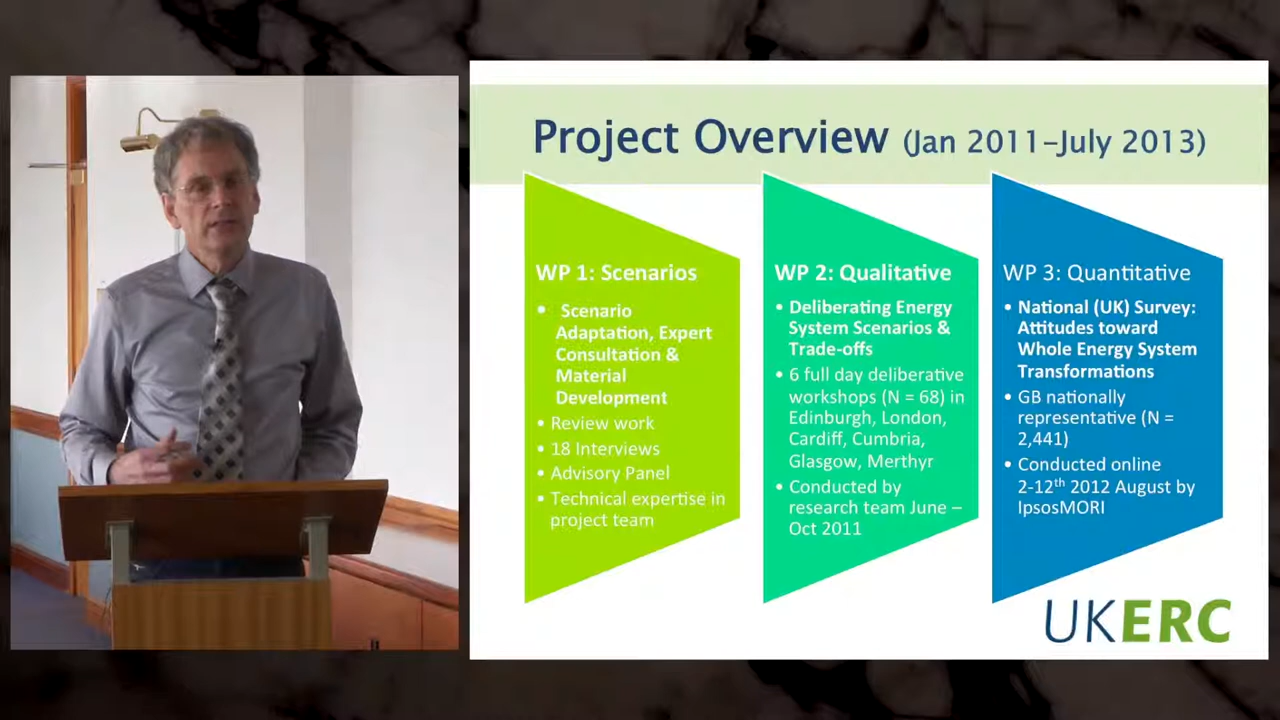 Project Overview (Jan 2011–July 2013)
WP 1: Scenarios
• Scenario
Adaptation, Expert
Consultation &
Material
Development
• Review work
• 18 Interviews
• Advisory Panel
• Technical expertise in
project team
WP 2: Qualitative
• Deliberating Energy
System Scenarios &
Trade-offs
• 6 full day deliberative
workshops (N = 68) in
Edinburgh, London,
Cardiff, Cumbria,
Glasgow, Merthyr
• Conducted by
research team June –
Oct 2011
WP 3: Quantitative
• National (UK) Survey:
Attitudes toward
Whole Energy System
Transformations
• GB nationally
representative (N =
2,441)
• Conducted online
2-12th 2012 August by
IpsosMORI
UKERC